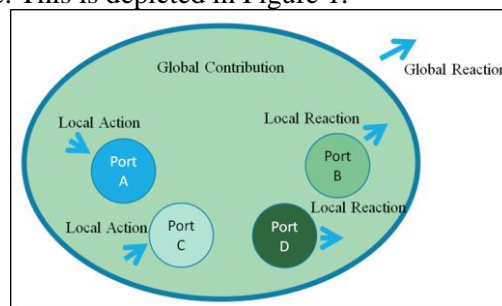 This is depicted in Figure 1.
Global Contribution
Global Reaction
Local Action
Local Reaction
Port
A
Port
B
Local Action
Port
C
Port
D
Local Reaction